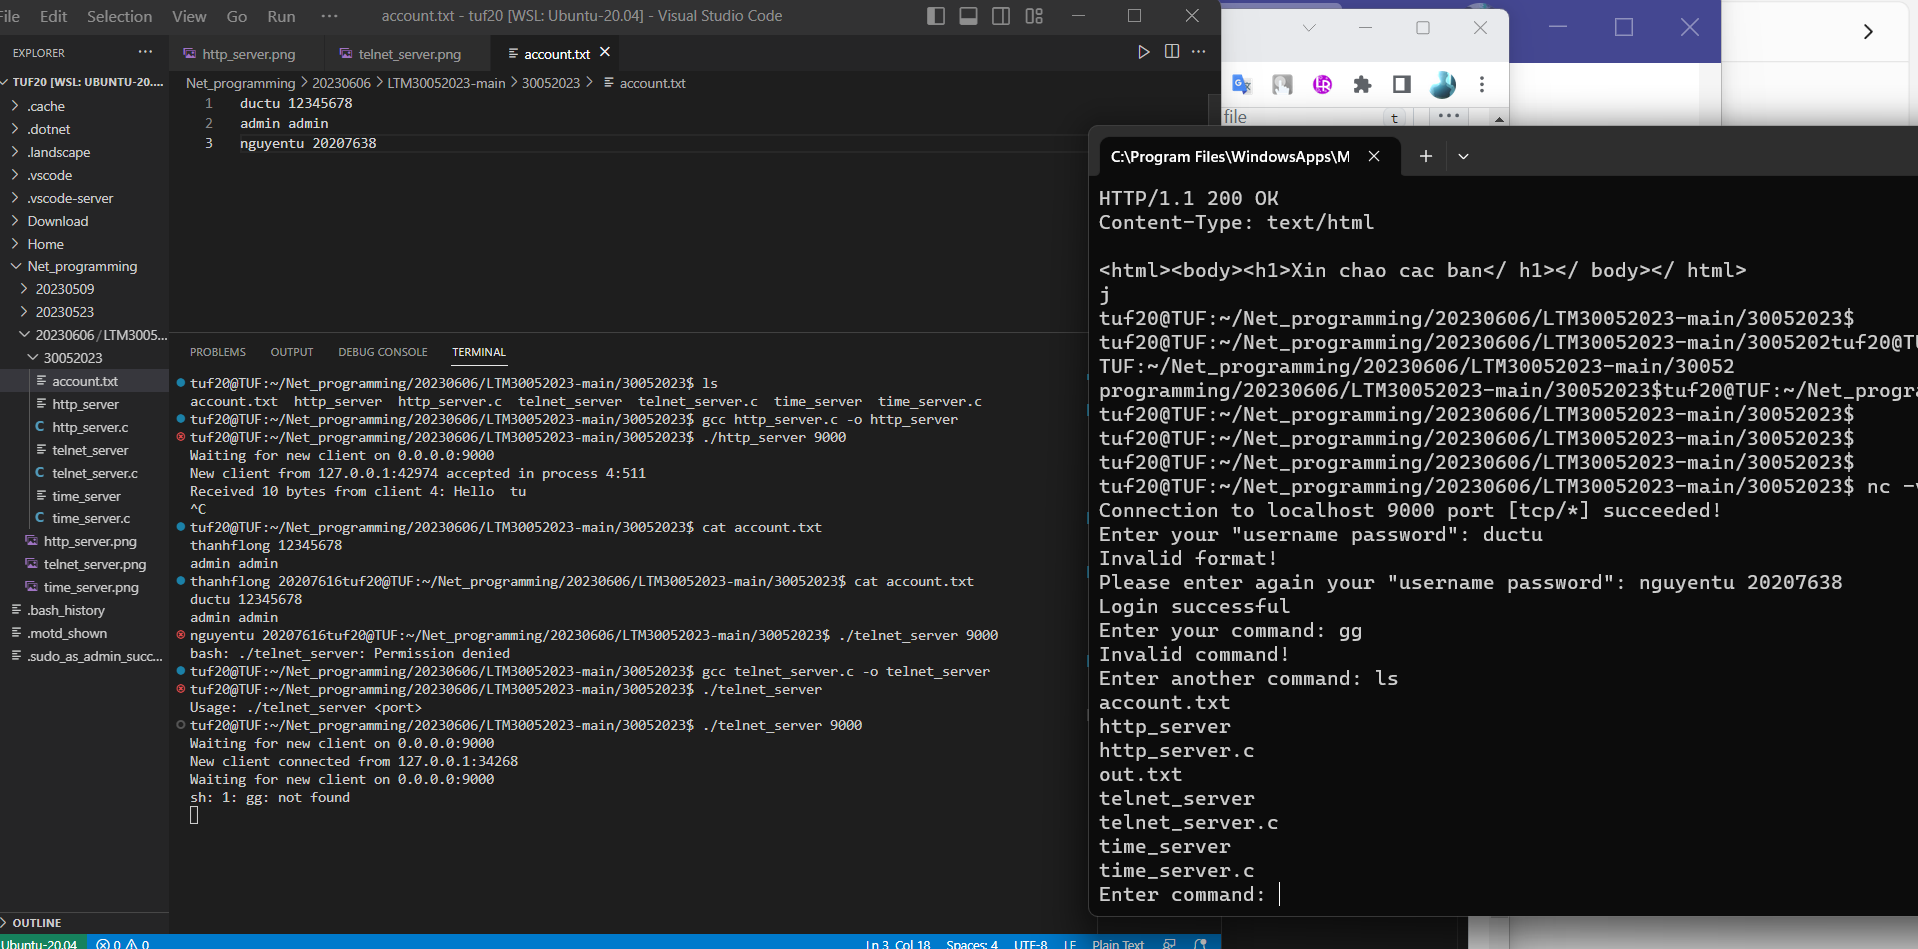 File Edit Selection View Go Run ··· account.txt - tuf20 [WSL: Ubuntu-20.04] - Visual Studio Code
EXPLORER ···
TUF20 [WSL: UBUNTU-20....
.cache
.dotnet
.landscape
.vscode
.vscode-server
Download
Home
Net_programming
20230509
20230523
20230606 / LTM3005...
30052023
account.txt
http_server
http_server.c
telnet_server
telnet_server.c
time_server
time_server.c
http_server.png
telnet_server.png
time_server.png
.bash_history
.motd_shown
.sudo_as_admin_succ...
OUTLINE
http_server.png telnet_server.png account.txt
Net_programming > 20230606 > LTM30052023-main > 30052023 > account.txt
1 ductu 12345678
2 admin admin
3 nguyentu 20207638
PROBLEMS OUTPUT DEBUG CONSOLE TERMINAL
tuf20@TUF:~/Net_programming/20230606/LTM30052023-main/30052023$ ls
account.txt http_server http_server.c telnet_server telnet_server.c time_server time_server.c
tuf20@TUF:~/Net_programming/20230606/LTM30052023-main/30052023$ gcc http_server.c -o http_server
tuf20@TUF:~/Net_programming/20230606/LTM30052023-main/30052023$ ./http_server 9000
Waiting for new client on 0.0.0.0:9000
New client from 127.0.0.1:42974 accepted in process 4:511
Received 10 bytes from client 4: Hello tu
^C
tuf20@TUF:~/Net_programming/20230606/LTM30052023-main/30052023$ cat account.txt
thanhflong 12345678
admin admin
thanhflong 20207616tuf20@TUF:~/Net_programming/20230606/LTM30052023-main/30052023$ cat account.txt
ductu 12345678
admin admin
nguyentu 20207616tuf20@TUF:~/Net_programming/20230606/LTM30052023-main/30052023$ ./telnet_server 9000
bash: ./telnet_server: Permission denied
tuf20@TUF:~/Net_programming/20230606/LTM30052023-main/30052023$ gcc telnet_server.c -o telnet_server
tuf20@TUF:~/Net_programming/20230606/LTM30052023-main/30052023$ ./telnet_server
Usage: ./telnet_server <port>
tuf20@TUF:~/Net_programming/20230606/LTM30052023-main/30052023$ ./telnet_server 9000
Waiting for new client on 0.0.0.0:9000
New client connected from 127.0.0.1:34268
Waiting for new client on 0.0.0.0:9000
sh: 1: gg: not found
Ubuntu-20.04 0 0 Ln 3, Col 18 Spaces: 4 UTF-8 LF Plain Text
file t ···
C:\Program Files\WindowsApps\M
HTTP/1.1 200 OK
Content-Type: text/html
<html><body><h1>Xin chao cac ban</ h1></ body></ html>
j
tuf20@TUF:~/Net_programming/20230606/LTM30052023-main/30052023$
tuf20@TUF:~/Net_programming/20230606/LTM30052023-main/3005202tuf20@TU
TUF:~/Net_programming/20230606/LTM30052023-main/30052
programming/20230606/LTM30052023-main/30052023$tuf20@TUF:~/Net_progra
tuf20@TUF:~/Net_programming/20230606/LTM30052023-main/30052023$
tuf20@TUF:~/Net_programming/20230606/LTM30052023-main/30052023$
tuf20@TUF:~/Net_programming/20230606/LTM30052023-main/30052023$
tuf20@TUF:~/Net_programming/20230606/LTM30052023-main/30052023$ nc -v
Connection to localhost 9000 port [tcp/*] succeeded!
Enter your "username password": ductu
Invalid format!
Please enter again your "username password": nguyentu 20207638
Login successful
Enter your command: gg
Invalid command!
Enter another command: ls
account.txt
http_server
http_server.c
out.txt
telnet_server
telnet_server.c
time_server
time_server.c
Enter command: